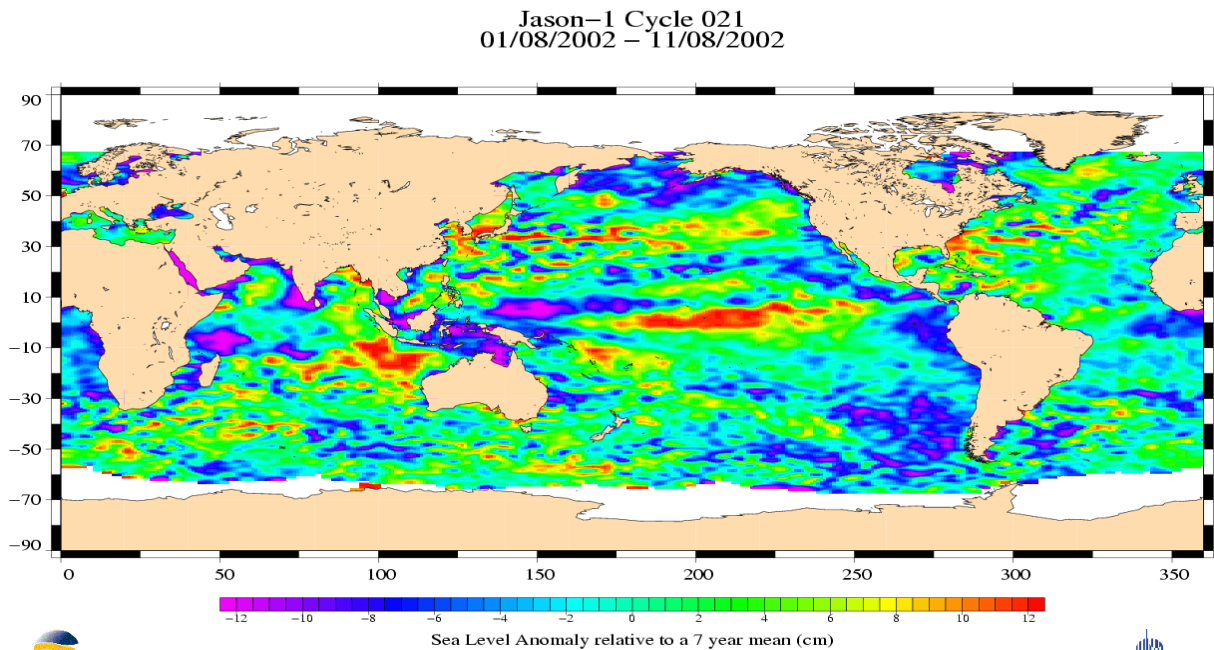 Jason−1 Cycle 021
01/08/2002 − 11/08/2002
90
70
50
30
10
−10
−30
−50
−70
−90
0 50 100 150 200 250 300 350
−12 −10 −8 −6 −4 −2 0 2 4 6 8 10 12
Sea Level Anomaly relative to a 7 year mean (cm)